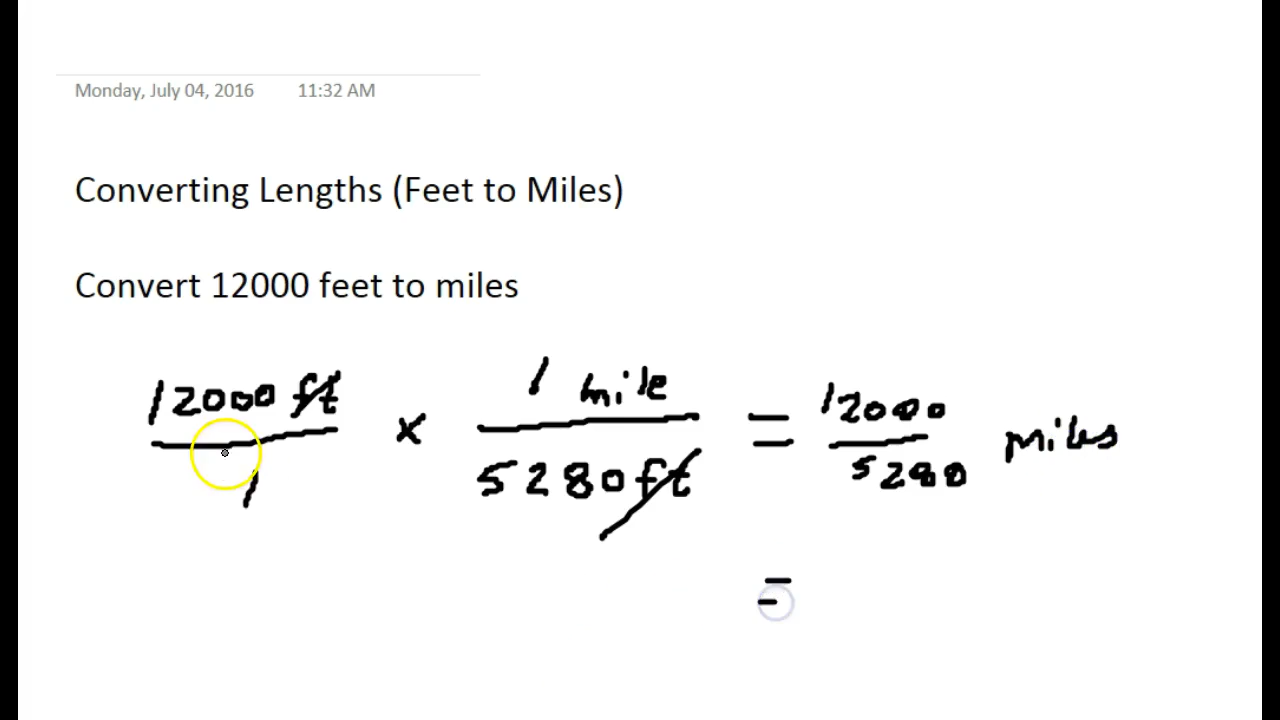 Monday, July 04, 2016 11:32 AM
Converting Lengths (Feet to Miles)
Convert 12000 feet to miles
12000 ft / 1 × 1 mile / 5280 ft = 12000 / 5280 miles
=